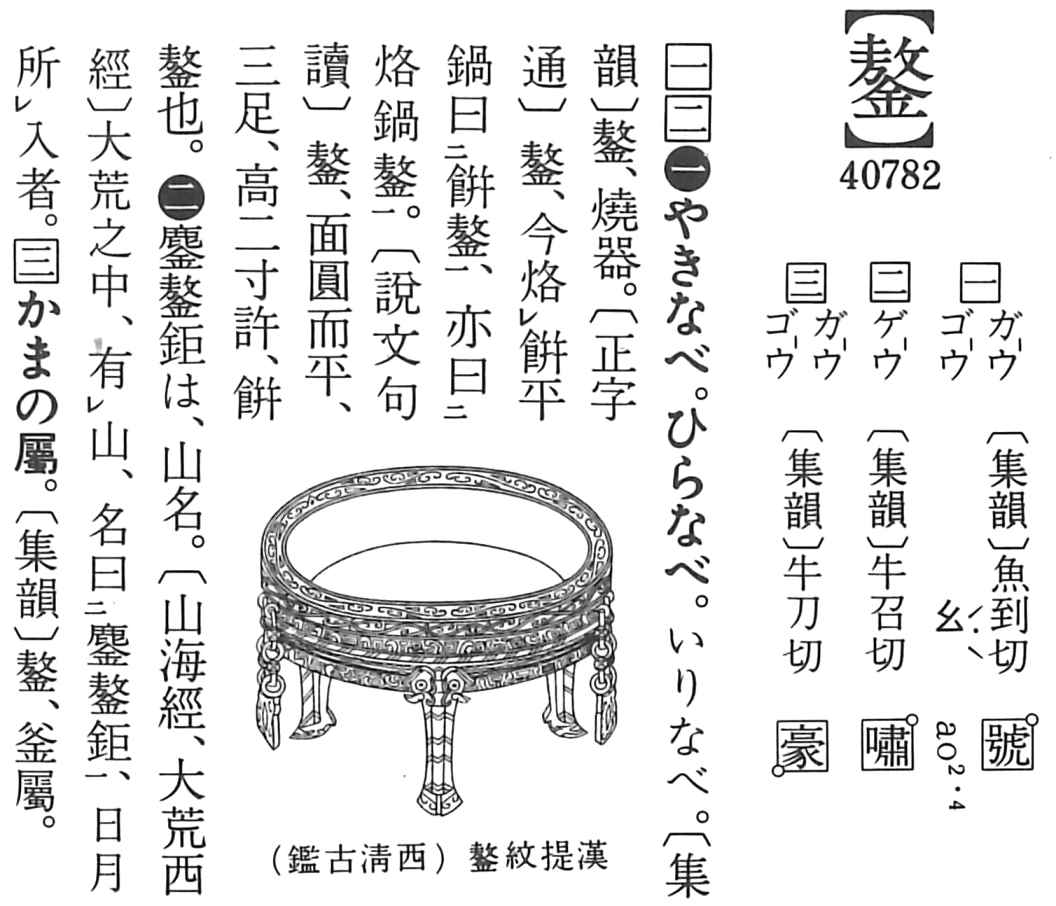 【鏊】
40782
一 ガウ ゴウ 〔集韻〕魚到切 號
幺 ao2·4
二 ゲウ 〔集韻〕牛召切 嘯
三 ガウ ゴウ 〔集韻〕牛刀切 豪
一二❶やきなべ。ひらなべ。いりなべ。〔集
韻〕鏊、燒器。〔正字
通〕鏊、今烙レ餠平
鍋曰二餠鏊一、亦曰二
烙鍋鏊一。〔說文句
讀〕鏊、面圓而平、
三足、高二寸許、餠
鏊也。❷鏖鏊鉅は、山名。〔山海經、大荒西
經〕大荒之中、有レ山、名曰二鏖鏊鉅一、日月
所レ入者。三かまの屬。〔集韻〕鏊、釜屬。
漢提紋鏊（西淸古鑑）